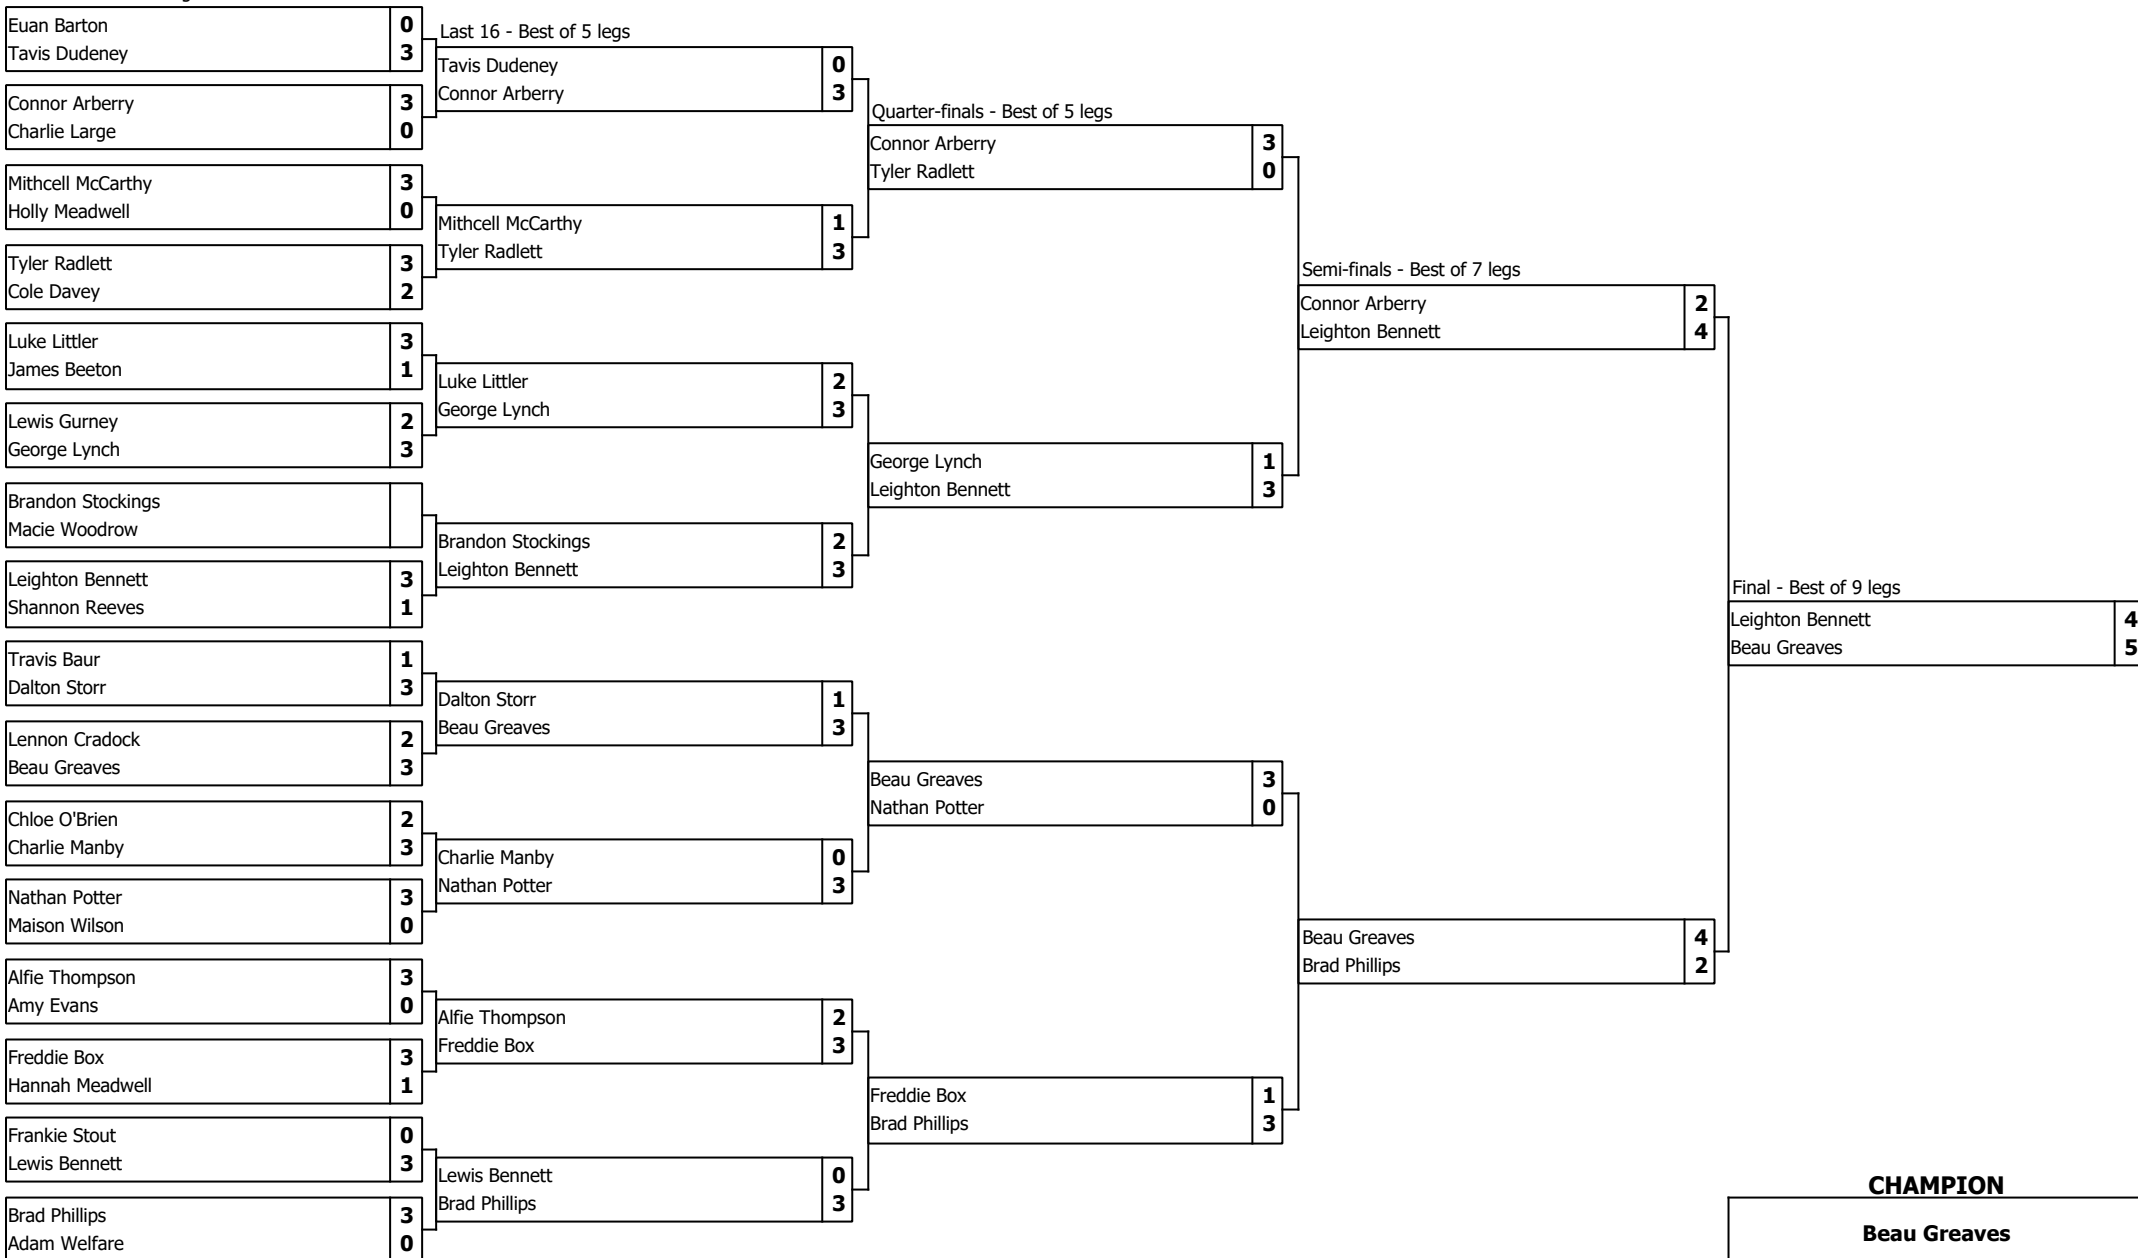 Euan Barton 0
Tavis Dudeney 3
Connor Arberry 3
Charlie Large 0
Mithcell McCarthy 3
Holly Meadwell 0
Tyler Radlett 3
Cole Davey 2
Luke Littler 3
James Beeton 1
Lewis Gurney 2
George Lynch 3
Brandon Stockings
Macie Woodrow
Leighton Bennett 3
Shannon Reeves 1
Travis Baur 1
Dalton Storr 3
Lennon Cradock 2
Beau Greaves 3
Chloe O'Brien 2
Charlie Manby 3
Nathan Potter 3
Maison Wilson 0
Alfie Thompson 3
Amy Evans 0
Freddie Box 3
Hannah Meadwell 1
Frankie Stout 0
Lewis Bennett 3
Brad Phillips 3
Adam Welfare 0
Last 16 - Best of 5 legs
Tavis Dudeney 0
Connor Arberry 3
Mithcell McCarthy 1
Tyler Radlett 3
Luke Littler 2
George Lynch 3
Brandon Stockings 2
Leighton Bennett 3
Dalton Storr 1
Beau Greaves 3
Charlie Manby 0
Nathan Potter 3
Alfie Thompson 2
Freddie Box 3
Lewis Bennett 0
Brad Phillips 3
Quarter-finals - Best of 5 legs
Connor Arberry 3
Tyler Radlett 0
George Lynch 1
Leighton Bennett 3
Beau Greaves 3
Nathan Potter 0
Freddie Box 1
Brad Phillips 3
Semi-finals - Best of 7 legs
Connor Arberry 2
Leighton Bennett 4
Beau Greaves 4
Brad Phillips 2
Final - Best of 9 legs
Leighton Bennett 4
Beau Greaves 5
CHAMPION
Beau Greaves